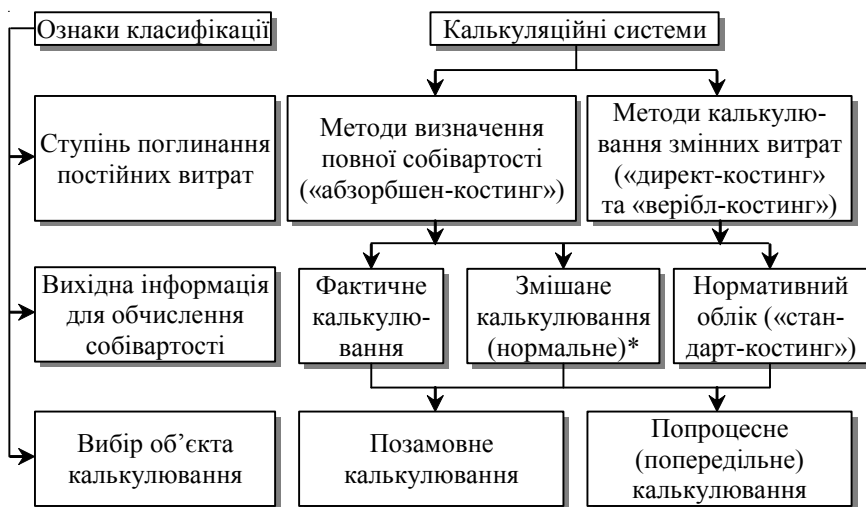 Ознаки класифікації
Калькуляційні системи
Ступінь поглинання
постійних витрат
Методи визначення
повної собівартості
(«абзорбшен-костинг»)
Методи калькулю-
вання змінних витрат
(«директ-костинг»
та «верібл-костинг»)
Вихідна інформація
для обчислення
собівартості
Фактичне
калькулю-
вання
Змішане
калькулювання
(нормальне)*
Нормативний
облік («стан-
дарт-костинг»)
Вибір об’єкта
калькулювання
Позамовне
калькулювання
Попроцесне
(попередільне)
калькулювання